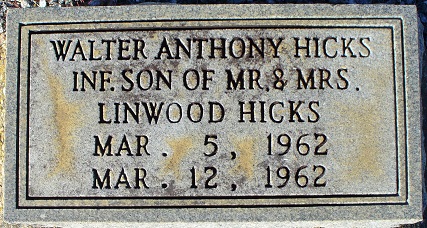 WALTER ANTHONY HICKS
INF. SON OF MR. & MRS.
LINWOOD HICKS
MAR. 5, 1962
MAR. 12, 1962